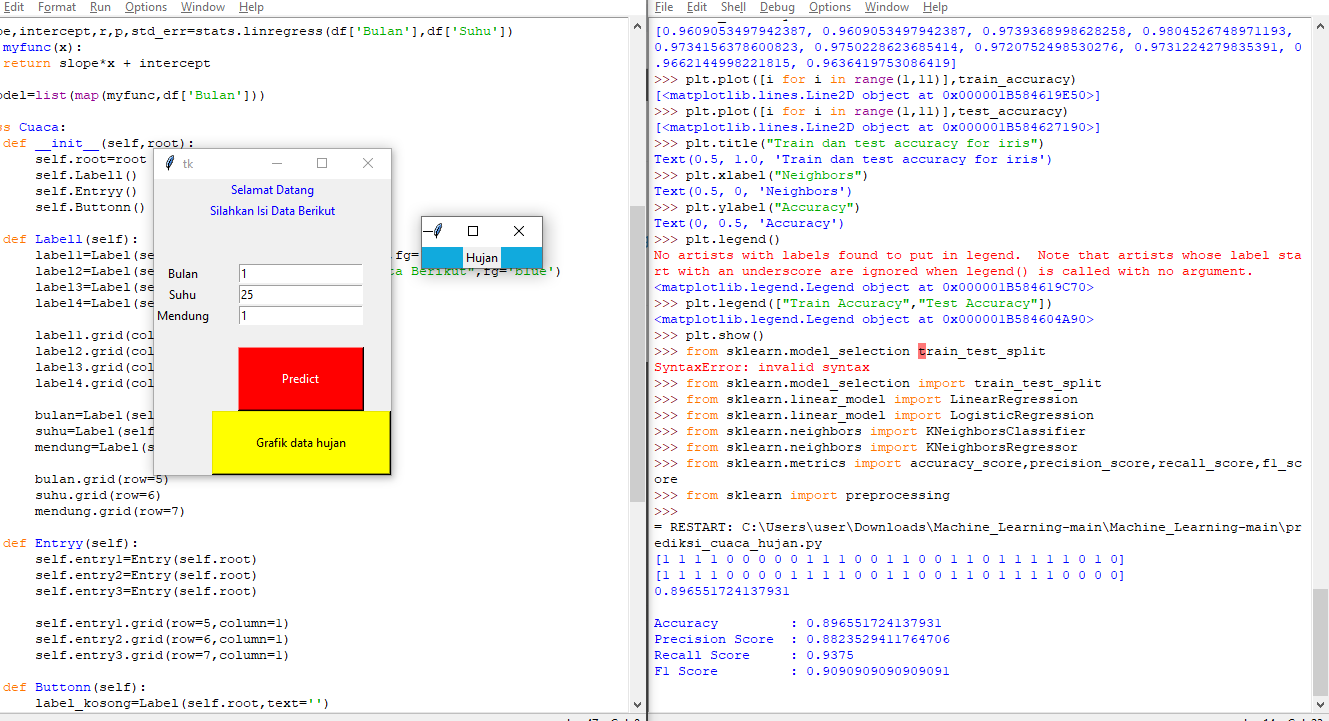 Edit Format Run Options Window Help
pe,intercept,r,p,std_err=stats.linregress(df['Bulan'],df['Suhu'])
myfunc(x):
return slope*x + intercept
odel=list(map(myfunc,df['Bulan']))
ss Cuaca:
def __init__(self,root):
self.root=root
self.Labell()
self.Entryy()
self.Buttonn()
def Labell(self):
label1=Label(se
,fg=
label2=Label(se
ta Berikut",fg='blue')
label3=Label(se
label4=Label(se
label1.grid(col
label2.grid(col
label3.grid(col
label4.grid(col
bulan=Label(sel
suhu=Label(self
mendung=Label(s
bulan.grid(row=5)
suhu.grid(row=6)
mendung.grid(row=7)
def Entryy(self):
self.entry1=Entry(self.root)
self.entry2=Entry(self.root)
self.entry3=Entry(self.root)
self.entry1.grid(row=5,column=1)
self.entry2.grid(row=6,column=1)
self.entry3.grid(row=7,column=1)
def Buttonn(self):
label_kosong=Label(self.root,text='')
tk
Selamat Datang
Silahkan Isi Data Berikut
Bulan 1
Suhu 25
Mendung 1
Predict
Grafik data hujan
Hujan
File Edit Shell Debug Options Window Help
[0.9609053497942387, 0.9609053497942387, 0.9739368998628258, 0.9804526748971193,
0.9734156378600823, 0.9750228623685414, 0.9720752498530276, 0.9731224279835391, 0
.9662144998221815, 0.9636419753086419]
>>> plt.plot([i for i in range(1,11)],train_accuracy)
[<matplotlib.lines.Line2D object at 0x000001B584619E50>]
>>> plt.plot([i for i in range(1,11)],test_accuracy)
[<matplotlib.lines.Line2D object at 0x000001B584627190>]
>>> plt.title("Train dan test accuracy for iris")
Text(0.5, 1.0, 'Train dan test accuracy for iris')
>>> plt.xlabel("Neighbors")
Text(0.5, 0, 'Neighbors')
>>> plt.ylabel("Accuracy")
Text(0, 0.5, 'Accuracy')
>>> plt.legend()
No artists with labels found to put in legend.  Note that artists whose label sta
rt with an underscore are ignored when legend() is called with no argument.
<matplotlib.legend.Legend object at 0x000001B584619C70>
>>> plt.legend(["Train Accuracy","Test Accuracy"])
<matplotlib.legend.Legend object at 0x000001B584604A90>
>>> plt.show()
>>> from sklearn.model_selection train_test_split
SyntaxError: invalid syntax
>>> from sklearn.model_selection import train_test_split
>>> from sklearn.linear_model import LinearRegression
>>> from sklearn.linear_model import LogisticRegression
>>> from sklearn.neighbors import KNeighborsClassifier
>>> from sklearn.neighbors import KNeighborsRegressor
>>> from sklearn.metrics import accuracy_score,precision_score,recall_score,f1_sc
ore
>>> from sklearn import preprocessing
>>>
= RESTART: C:\Users\user\Downloads\Machine_Learning-main\Machine_Learning-main\pr
ediksi_cuaca_hujan.py
[1 1 1 1 0 0 0 0 0 1 1 1 0 0 1 1 0 0 1 1 0 1 1 1 1 1 0 1 0]
[1 1 1 1 0 0 0 0 1 1 1 1 0 0 1 1 0 0 1 1 0 1 1 1 1 0 0 0 0]
0.896551724137931
Accuracy : 0.896551724137931
Precision Score : 0.8823529411764706
Recall Score : 0.9375
F1 Score : 0.9090909090909091